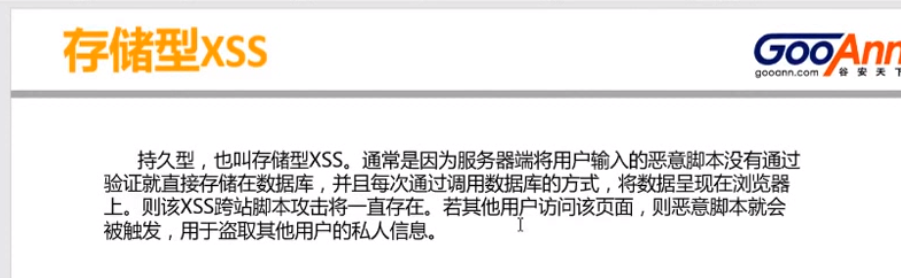 存储型XSS
GooAnn
gooann.com 谷安天下
持久型，也叫存储型XSS。通常是因为服务器端将用户输入的恶意脚本没有通过
验证就直接存储在数据库，并且每次通过调用数据库的方式，将数据呈现在浏览器
上。则该XSS跨站脚本攻击将一直存在。若其他用户访问该页面，则恶意脚本就会
被触发，用于盗取其他用户的私人信息。